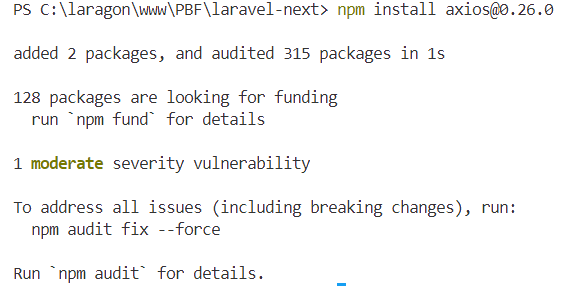 PS C:\laragon\www\PBF\laravel-next> npm install axios@0.26.0
added 2 packages, and audited 315 packages in 1s
128 packages are looking for funding
run `npm fund` for details
1 moderate severity vulnerability
To address all issues (including breaking changes), run:
npm audit fix --force
Run `npm audit` for details.